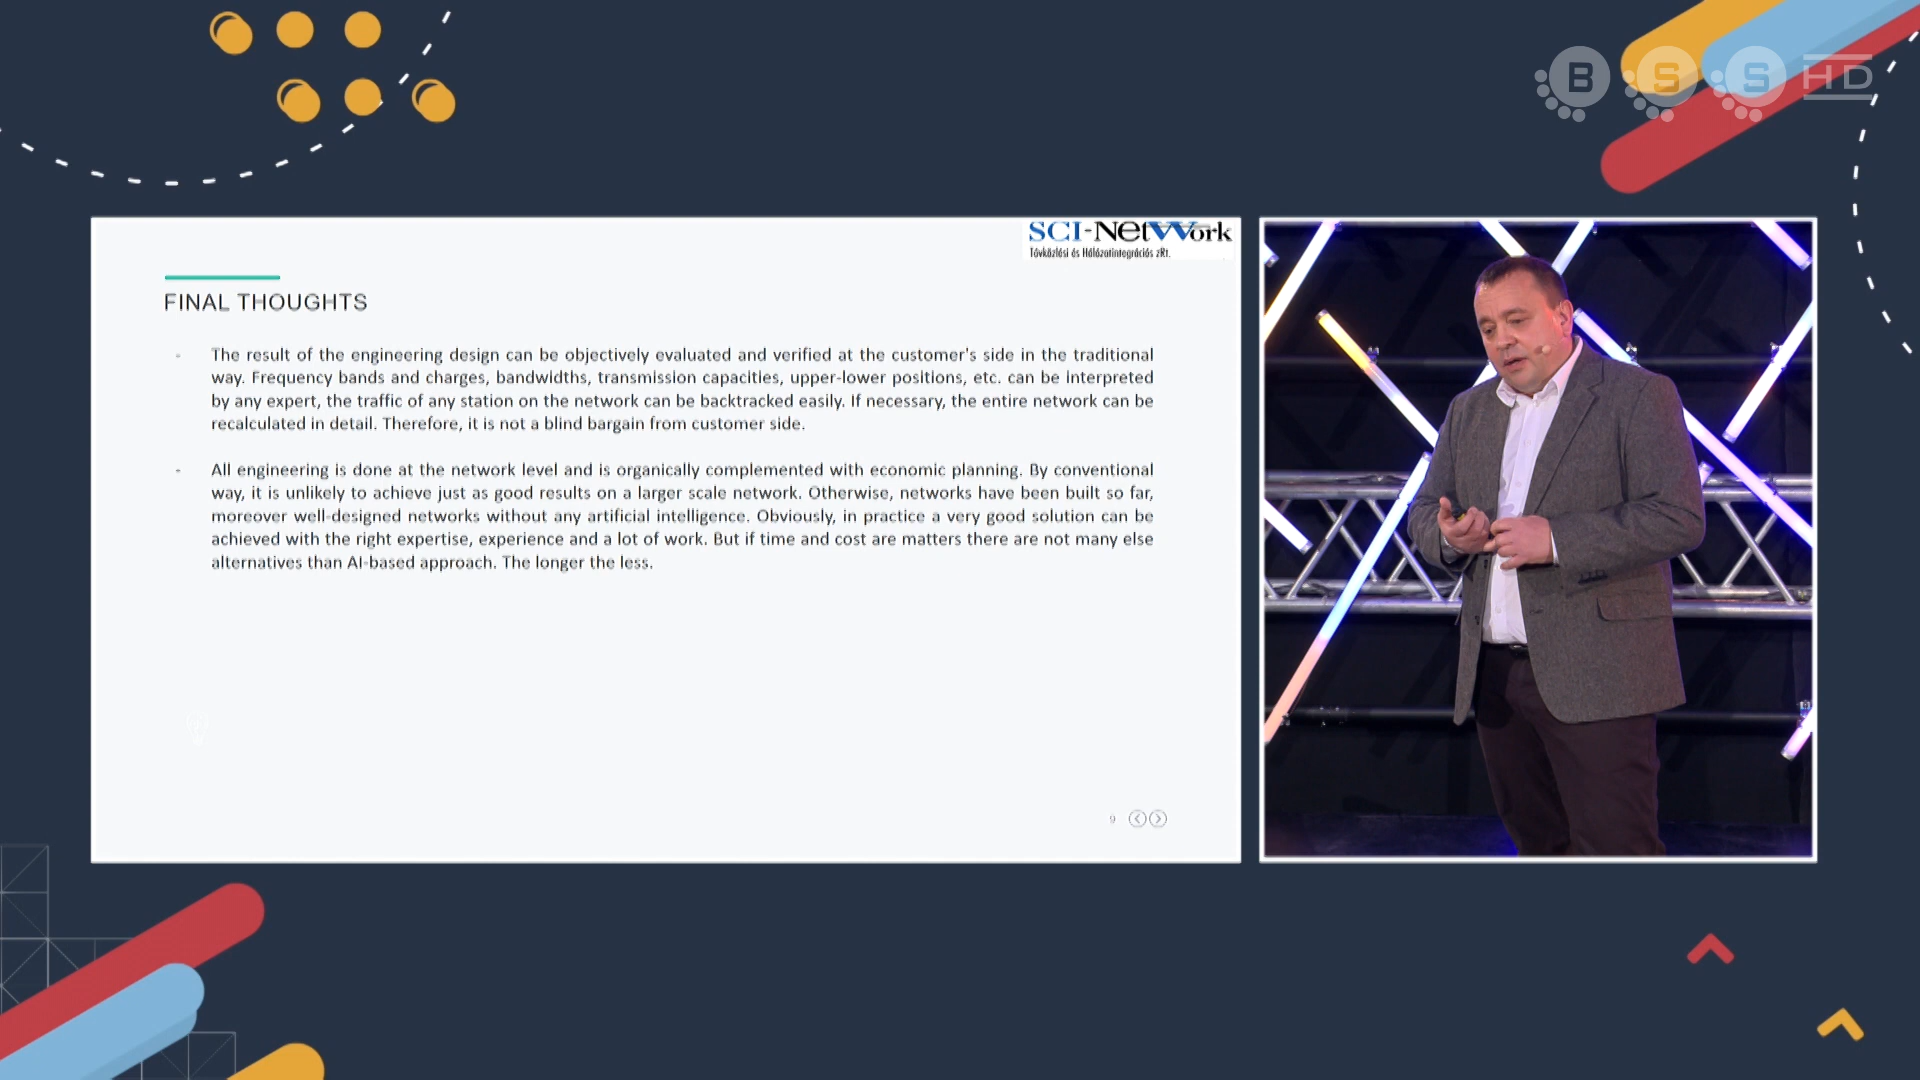 B S S HD
SCI-NetWork
Távközlési és Hálózatintegrációs zRt.
FINAL THOUGHTS
- The result of the engineering design can be objectively evaluated and verified at the customer's side in the traditional
way. Frequency bands and charges, bandwidths, transmission capacities, upper-lower positions, etc. can be interpreted
by any expert, the traffic of any station on the network can be backtracked easily. If necessary, the entire network can be
recalculated in detail. Therefore, it is not a blind bargain from customer side.
- All engineering is done at the network level and is organically complemented with economic planning. By conventional
way, it is unlikely to achieve just as good results on a larger scale network. Otherwise, networks have been built so far,
moreover well-designed networks without any artificial intelligence. Obviously, in practice a very good solution can be
achieved with the right expertise, experience and a lot of work. But if time and cost are matters there are not many else
alternatives than AI-based approach. The longer the less.
9